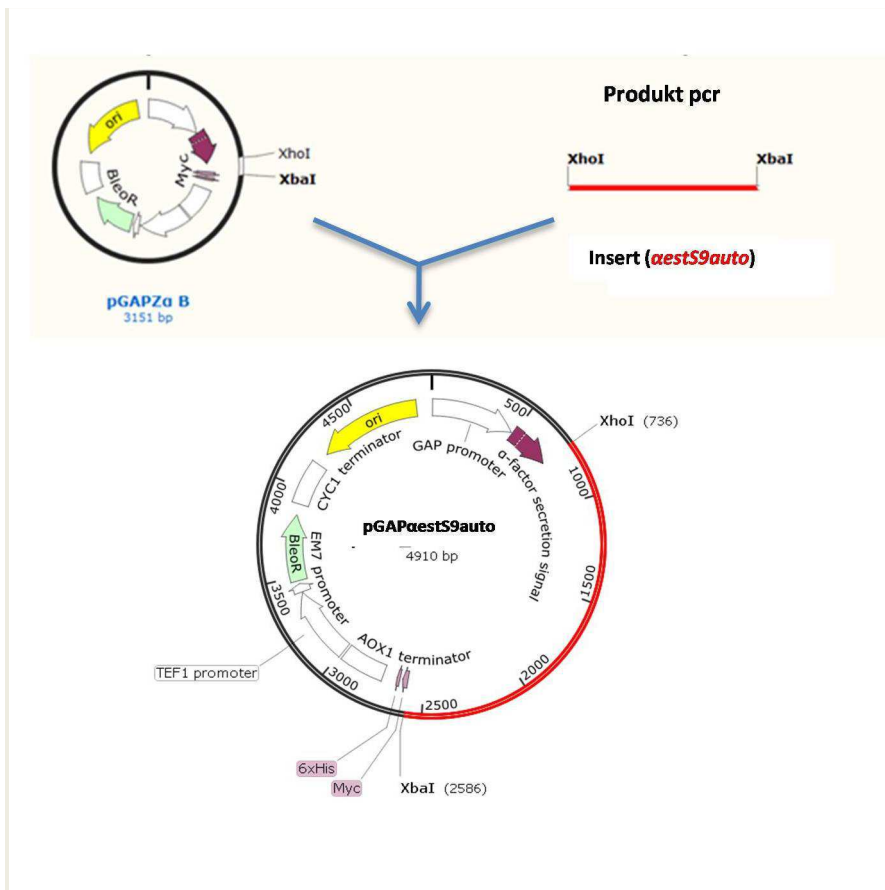 Produkt pcr
ori
Myc
BleoR
XhoI
XbaI
pGAPZα B
3151 bp
XhoI
XbaI
Insert (αestS9auto)
500
1000
1500
2000
2500
3000
3500
4000
4500
ori
CYC1 terminator
GAP promoter
α-factor secretion signal
XhoI (736)
pGAPαestS9auto
4910 bp
BleoR
EM7 promoter
AOX1 terminator
TEF1 promoter
6xHis
Myc
XbaI (2586)